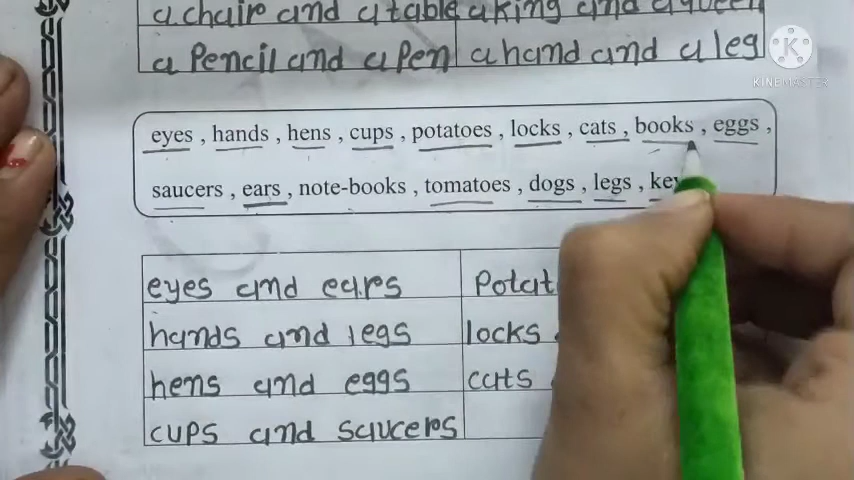 a chair and a table a king and a queen
a Pencil and a Pen a hand and a leg
KINEMASTER
eyes , hands , hens , cups , potatoes , locks , cats , books , eggs ,
saucers , ears , note-books , tomatoes , dogs , legs ,
eyes and ears
hands and legs locks
hens and eggs cats
cups and saucers